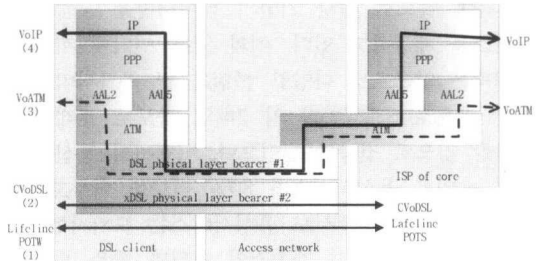 VoIP
(4)
IP
IP
VoIP
PPP
PPP
VoATM
(3)
AAL2
AAL5
AAL5
AAL2
VoATM
ATM
ATM
DSL phyical layer bearer #1
ISP of core
xDSL physical layer bearer #2
CVoDSL
(2)
CVoDSL
Lifeline
POTW
(1)
Lafeline
POTS
DSL client
Access network